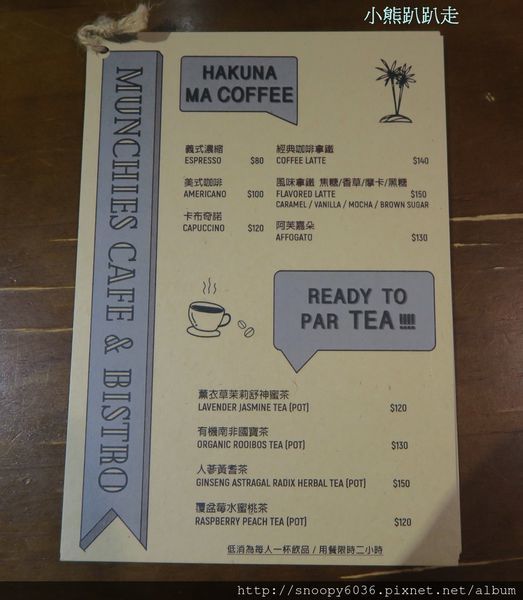 小熊趴趴走
MUNCHIES CAFE & BISTRO
HAKUNA
MA COFFEE
義式濃縮
ESPRESSO $80
美式咖啡
AMERICANO $100
卡布奇諾
CAPUCCINO $120
經典咖啡拿鐵
COFFEE LATTE $140
風味拿鐵 焦糖/香草/摩卡/黑糖
FLAVORED LATTE $150
CARAMEL / VANILLA / MOCHA / BROWN SUGAR
阿芙嘉朵
AFFOGATO $130
READY TO
PAR TEA !!!!
薰衣草茉莉舒神蜜茶
LAVENDER JASMINE TEA (POT) $120
有機南非國寶茶
ORGANIC ROOIBOS TEA (POT) $130
人蔘黃耆茶
GINSENG ASTRAGAL RADIX HERBAL TEA (POT) $150
覆盆莓水蜜桃茶
RASPBERRY PEACH TEA (POT) $120
低消為每人一杯飲品 / 用餐限時二小時
http://snoopy6036.pixnet.net/album